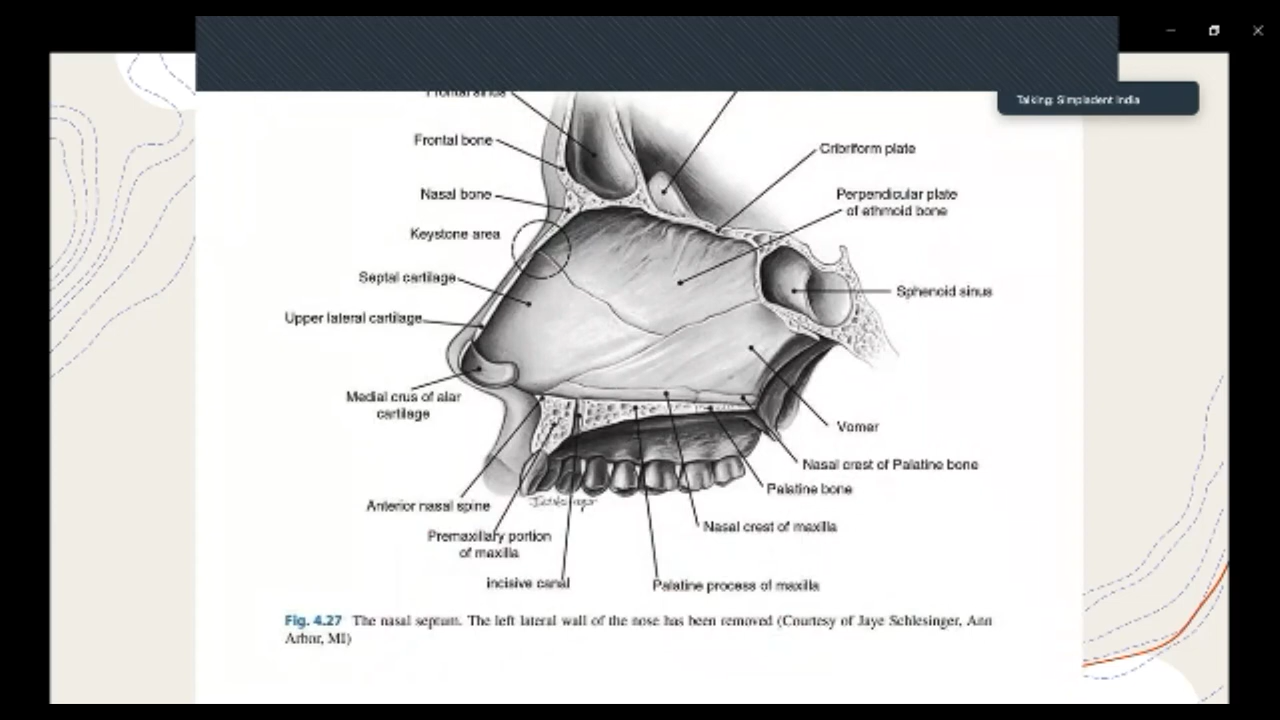 Talking: Simpladent India
Frontal sinus
Frontal bone
Cribriform plate
Nasal bone
Perpendicular plate
of ethmoid bone
Keystone area
Septal cartilage
Sphenoid sinus
Upper lateral cartilage
Medial crus of alar
cartilage
Vomer
Nasal crest of Palatine bone
Palatine bone
Anterior nasal spine
Nasal crest of maxilla
Premaxillary portion
of maxilla
incisive canal
Palatine process of maxilla
Fig. 4.27 The nasal septum. The left lateral wall of the nose has been removed (Courtesy of Jaye Schlesinger, Ann
Arbor, MI)